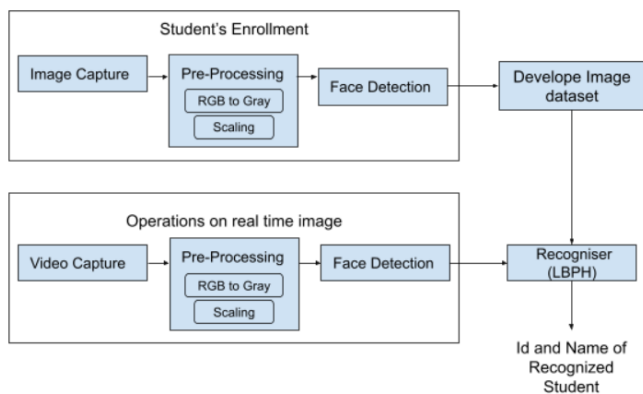 Student's Enrollment
Image Capture
Pre-Processing
RGB to Gray
Scaling
Face Detection
Develope Image
dataset
Operations on real time image
Video Capture
Pre-Processing
RGB to Gray
Scaling
Face Detection
Recogniser
(LBPH)
Id and Name of
Recognized
Student